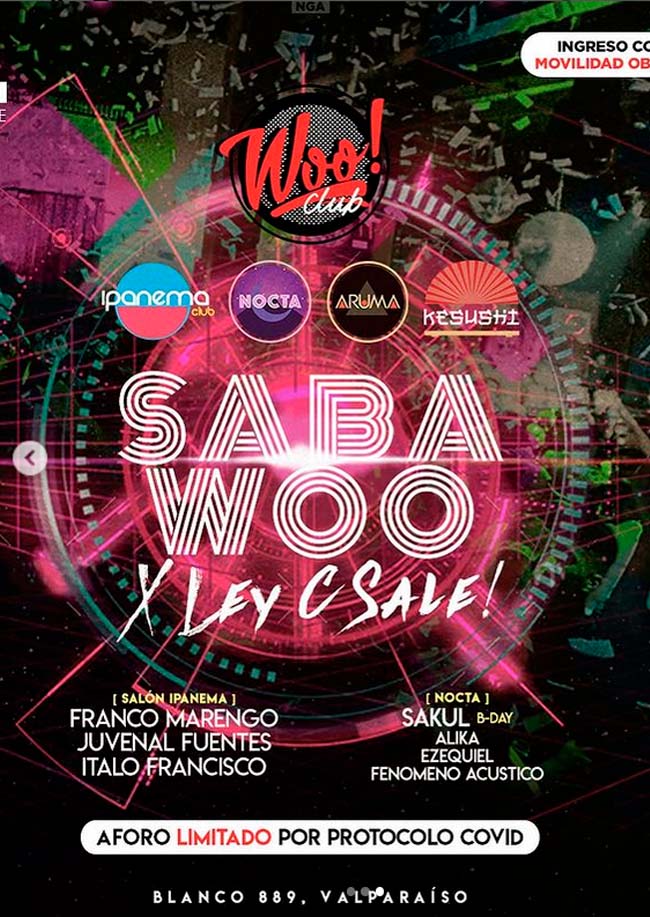 NGA
INGRESO CO
MOVILIDAD OB
E
Woo!
club
ipanema
club
NOCTA
ARUMA
KESUSHI
SABA
WOO
X LEY C SALE!
[ SALÓN IPANEMA ]
FRANCO MARENGO
JUVENAL FUENTES
ITALO FRANCISCO
[ NOCTA ]
SAKUL B-DAY
ALIKA
EZEQUIEL
FENOMENO ACUSTICO
AFORO LIMITADO POR PROTOCOLO COVID
BLANCO 889, VALPARAÍSO